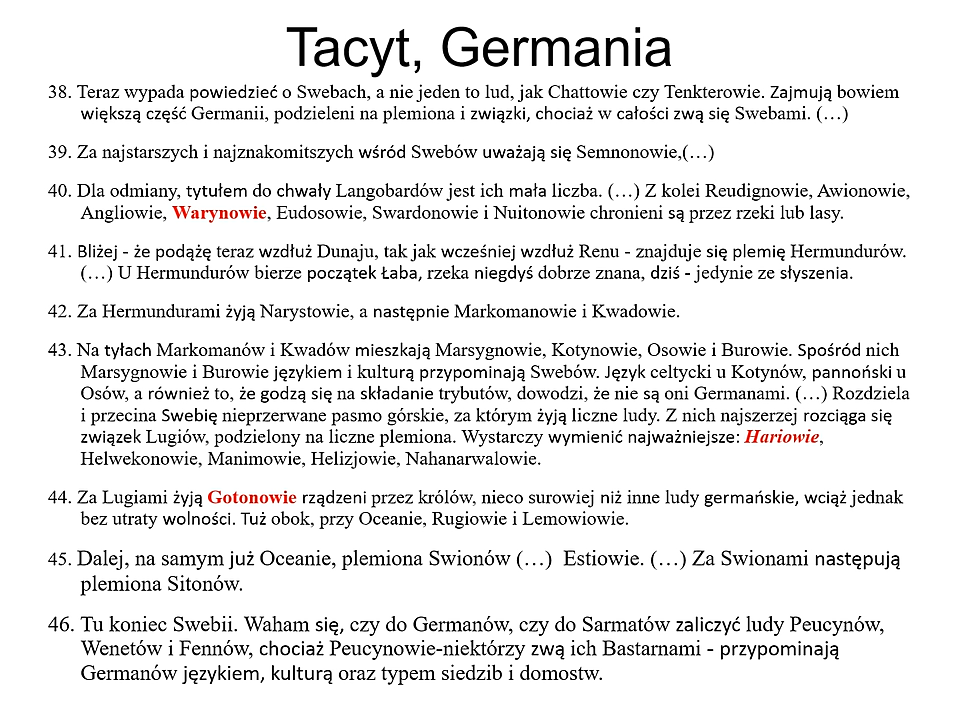 Tacyt, Germania
38. Teraz wypada powiedzieć o Swebach, a nie jeden to lud, jak Chattowie czy Tenkterowie. Zajmują bowiem
większą część Germanii, podzieleni na plemiona i związki, chociaż w całości zwą się Swebami. (…)
39. Za najstarszych i najznakomitszych wśród Swebów uważają się Semnonowie,(…)
40. Dla odmiany, tytułem do chwały Langobardów jest ich mała liczba. (…) Z kolei Reudignowie, Awionowie,
Angliowie, Warynowie, Eudosowie, Swardonowie i Nuitonowie chronieni są przez rzeki lub lasy.
41. Bliżej - że podążę teraz wzdłuż Dunaju, tak jak wcześniej wzdłuż Renu - znajduje się plemię Hermundurów.
(…) U Hermundurów bierze początek Łaba, rzeka niegdyś dobrze znana, dziś - jedynie ze słyszenia.
42. Za Hermundurami żyją Narystowie, a następnie Markomanowie i Kwadowie.
43. Na tyłach Markomanów i Kwadów mieszkają Marsygnowie, Kotynowie, Osowie i Burowie. Spośród nich
Marsygnowie i Burowie językiem i kulturą przypominają Swebów. Język celtycki u Kotynów, pannoński u
Osów, a również to, że godzą się na składanie trybutów, dowodzi, że nie są oni Germanami. (…) Rozdziela
i przecina Swebię nieprzerwane pasmo górskie, za którym żyją liczne ludy. Z nich najszerzej rozciąga się
związek Lugiów, podzielony na liczne plemiona. Wystarczy wymienić najważniejsze: Hariowie,
Helwekonowie, Manimowie, Helizjowie, Nahanarwalowie.
44. Za Lugiami żyją Gotonowie rządzeni przez królów, nieco surowiej niż inne ludy germańskie, wciąż jednak
bez utraty wolności. Tuż obok, przy Oceanie, Rugiowie i Lemowiowie.
45. Dalej, na samym już Oceanie, plemiona Swionów (…) Estiowie. (…) Za Swionami następują
plemiona Sitonów.
46. Tu koniec Swebii. Waham się, czy do Germanów, czy do Sarmatów zaliczyć ludy Peucynów,
Wenetów i Fennów, chociaż Peucynowie-niektórzy zwą ich Bastarnami - przypominają
Germanów językiem, kulturą oraz typem siedzib i domostw.